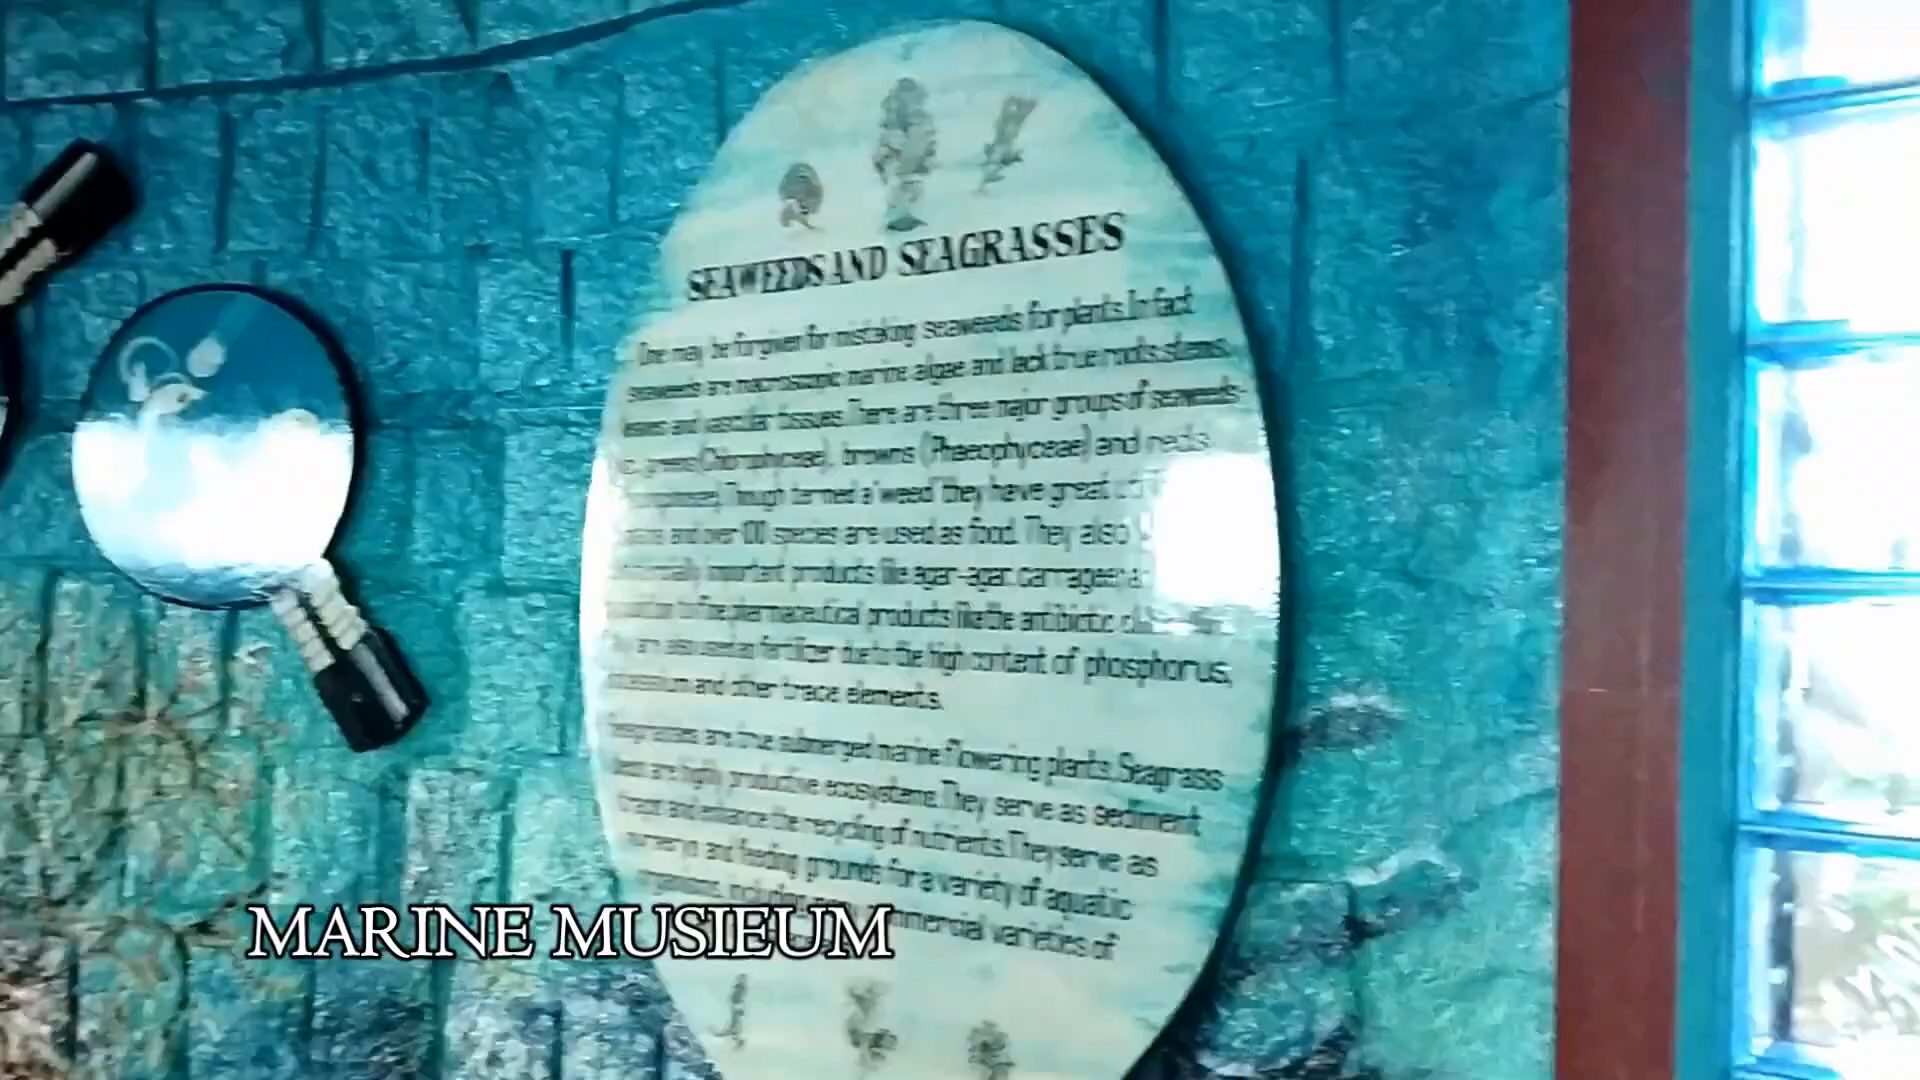 SEAWEEDS AND SEAGRASSES
One may be forgiven for mistaking seaweeds for plants. In fact
seaweeds are macroscopic marine algae and lack true roots, stems,
leaves and vascular tissues. There are three major groups of seaweeds-
greens (Chlorophyceae), browns (Phaeophyceae) and reds
Though termed a 'weed' they have great
and over 100 species are used as food. They also
important products like agar-agar, carrageen
to fine pharmaceutical products like the antibiotic
They are also used as fertilizer due to the high content of phosphorus,
potassium and other trace elements.
Seagrasses are true submerged marine flowering plants. Seagrass
beds are highly productive ecosystems. They serve as sediment
and enhance the recycling of nutrients. They serve as
nurserys and feeding grounds for a variety of aquatic
organisms, including commercial varieties of
MARINE MUSIEUM